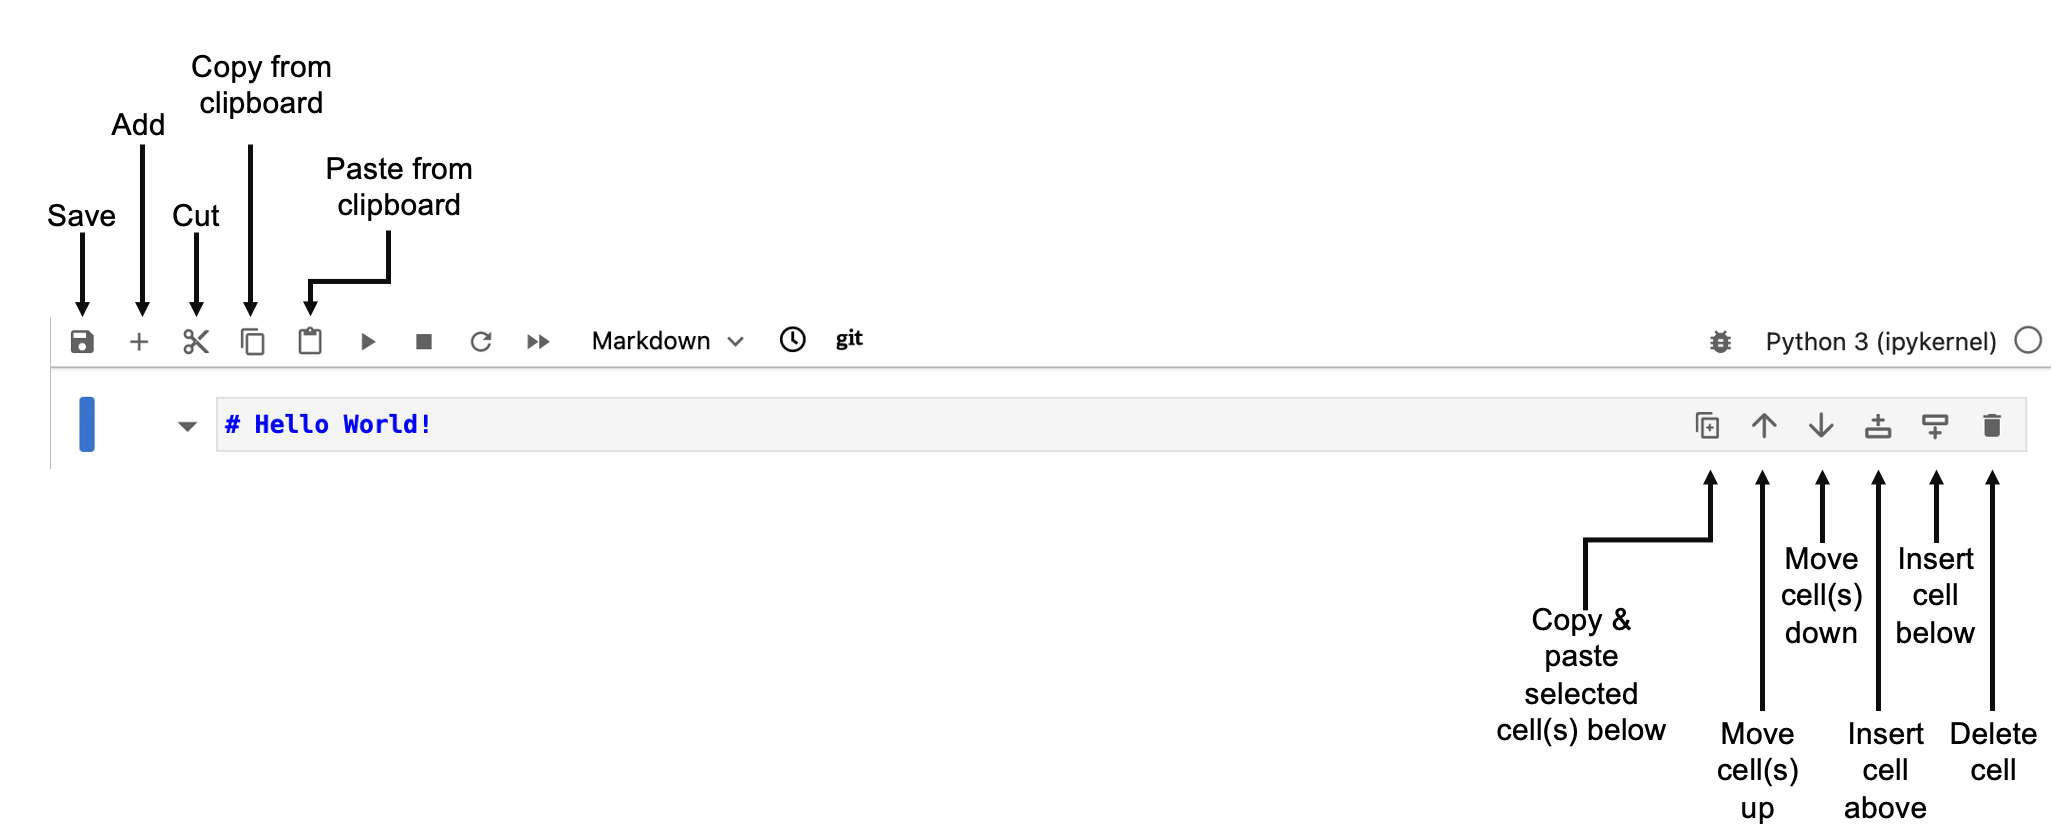 Copy from
clipboard
Add
Paste from
clipboard
Save
Cut
Markdown
git
Python 3 (ipykernel)
# Hello World!
Copy &
paste
selected
cell(s) below
Move
cell(s)
up
Move
cell(s)
down
Insert
cell
above
Insert
cell
below
Delete
cell